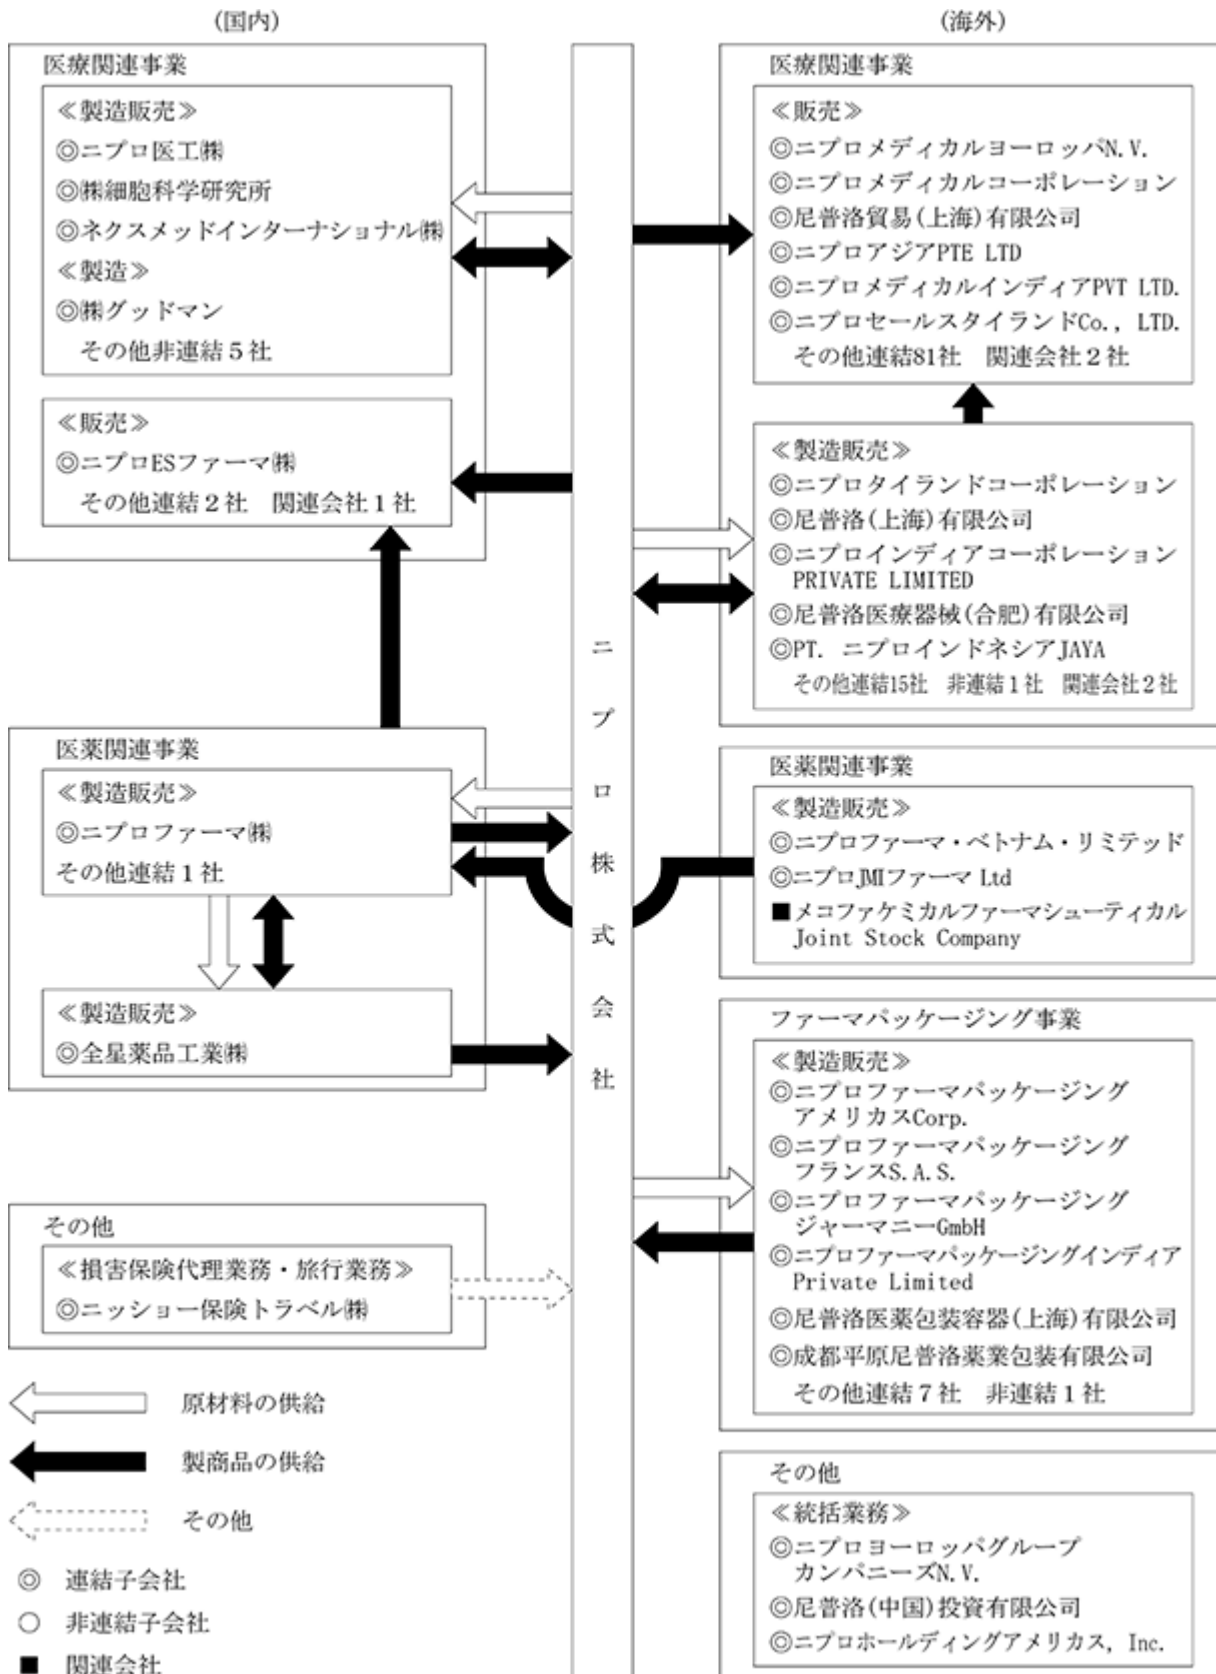 (国内)
医療関連事業
≪製造販売≫
◎ニプロ医工㈱
◎㈱細胞科学研究所
◎ネクスメッドインターナショナル㈱
≪製造≫
◎㈱グッドマン
その他非連結５社
≪販売≫
◎ニプロESファーマ㈱
その他連結２社 関連会社１社
医薬関連事業
≪製造販売≫
◎ニプロファーマ㈱
その他連結１社
≪製造販売≫
◎全星薬品工業㈱
その他
≪損害保険代理業務・旅行業務≫
◎ニッショー保険トラベル㈱
原材料の供給
製商品の供給
その他
◎ 連結子会社
○ 非連結子会社
■ 関連会社
ニプロ株式会社
(海外)
医療関連事業
≪販売≫
◎ニプロメディカルヨーロッパN.V.
◎ニプロメディカルコーポレーション
◎尼普洛貿易(上海)有限公司
◎ニプロアジアPTE LTD
◎ニプロメディカルインディアPVT LTD.
◎ニプロセールスタイランドCo., LTD.
その他連結81社 関連会社２社
≪製造販売≫
◎ニプロタイランドコーポレーション
◎尼普洛(上海)有限公司
◎ニプロインディアコーポレーション
PRIVATE LIMITED
◎尼普洛医療器械(合肥)有限公司
◎PT. ニプロインドネシアJAYA
その他連結15社 非連結１社 関連会社２社
医薬関連事業
≪製造販売≫
◎ニプロファーマ・ベトナム・リミテッド
◎ニプロJMIファーマ Ltd
■メコファケミカルファーマシューティカル
Joint Stock Company
ファーマパッケージング事業
≪製造販売≫
◎ニプロファーマパッケージング
アメリカスCorp.
◎ニプロファーマパッケージング
フランスS.A.S.
◎ニプロファーマパッケージング
ジャーマニーGmbH
◎ニプロファーマパッケージングインディア
Private Limited
◎尼普洛医薬包装容器(上海)有限公司
◎成都平原尼普洛薬業包装有限公司
その他連結７社 非連結１社
その他
≪統括業務≫
◎ニプロヨーロッパグループ
カンパニーズN.V.
◎尼普洛(中国)投資有限公司
◎ニプロホールディングアメリカス, Inc.